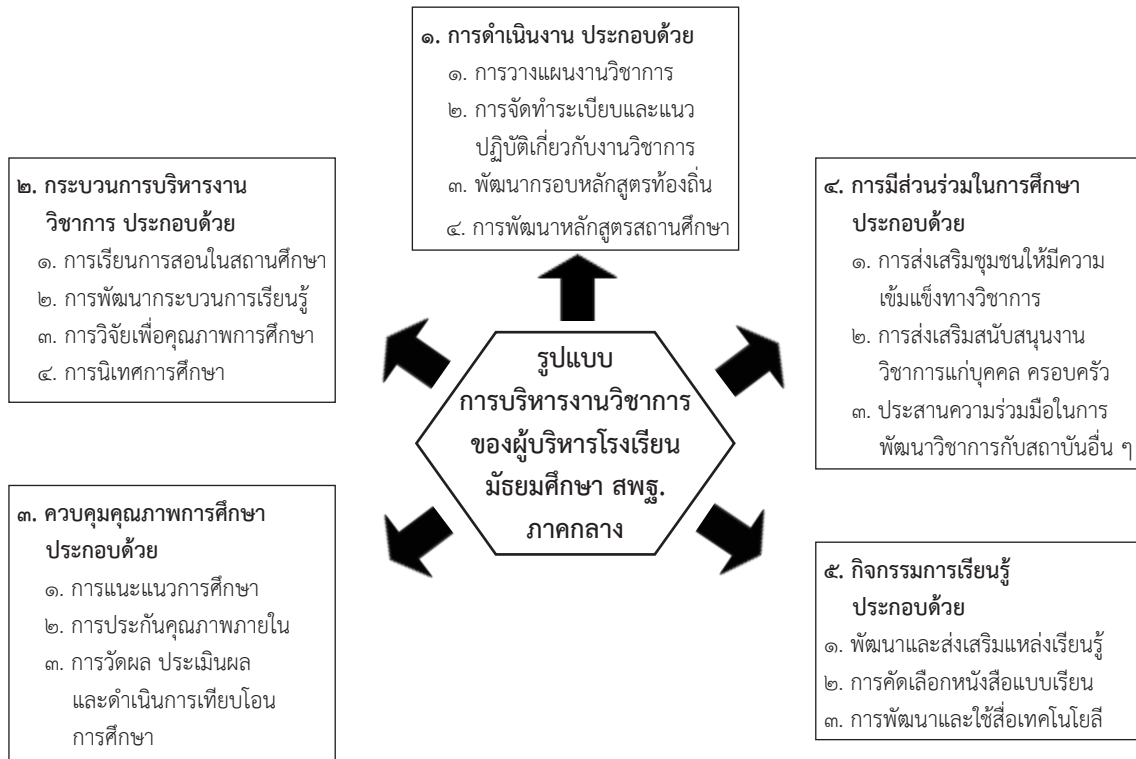 ๑. การดำเนินงาน ประกอบด้วย
๑. การวางแผนงานวิชาการ
๒. การจัดทำระเบียบและแนว
ปฏิบัติเกี่ยวกับงานวิชาการ
๓. พัฒนากรอบหลักสูตรท้องถิ่น
๔. การพัฒนาหลักสูตรสถานศึกษา
๒. กระบวนการบริหารงาน
วิชาการ ประกอบด้วย
๑. การเรียนการสอนในสถานศึกษา
๒. การพัฒนากระบวนการเรียนรู้
๓. การวิจัยเพื่อคุณภาพการศึกษา
๔. การนิเทศการศึกษา
๓. ควบคุมคุณภาพการศึกษา
ประกอบด้วย
๑. การแนะแนวการศึกษา
๒. การประกันคุณภาพภายใน
๓. การวัดผล ประเมินผล
และดำเนินการเทียบโอน
การศึกษา
รูปแบบ
การบริหารงานวิชาการ
ของผู้บริหารโรงเรียน
มัธยมศึกษา สพฐ.
ภาคกลาง
๔. การมีส่วนร่วมในการศึกษา
ประกอบด้วย
๑. การส่งเสริมชุมชนให้มีความ
เข้มแข็งทางวิชาการ
๒. การส่งเสริมสนับสนุนงาน
วิชาการแก่บุคคล ครอบครัว
๓. ประสานความร่วมมือในการ
พัฒนาวิชาการกับสถาบันอื่น ๆ
๕. กิจกรรมการเรียนรู้
ประกอบด้วย
๑. พัฒนาและส่งเสริมแหล่งเรียนรู้
๒. การคัดเลือกหนังสือแบบเรียน
๓. การพัฒนาและใช้สื่อเทคโนโยลี